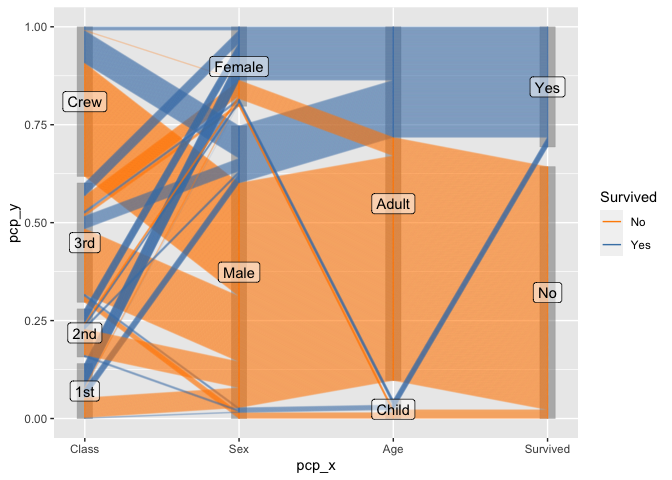 1.00
0.75
0.50
0.25
0.00
pcp_y
Crew
3rd
2nd
1st
Female
Male
Adult
Child
Yes
No
Class
Sex
Age
Survived
pcp_x
Survived
No
Yes